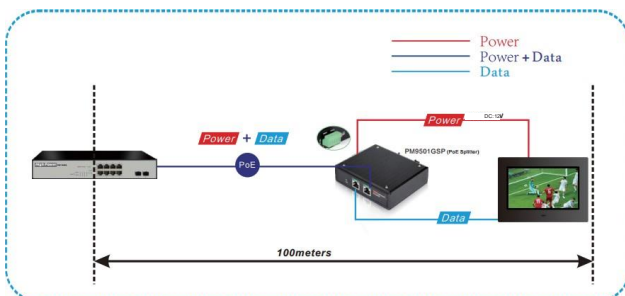 Power
Power + Data
Data
Power + Data
PoE
Power
DC:12V
PM9501GSP (PoE Splitter)
Data
100meters